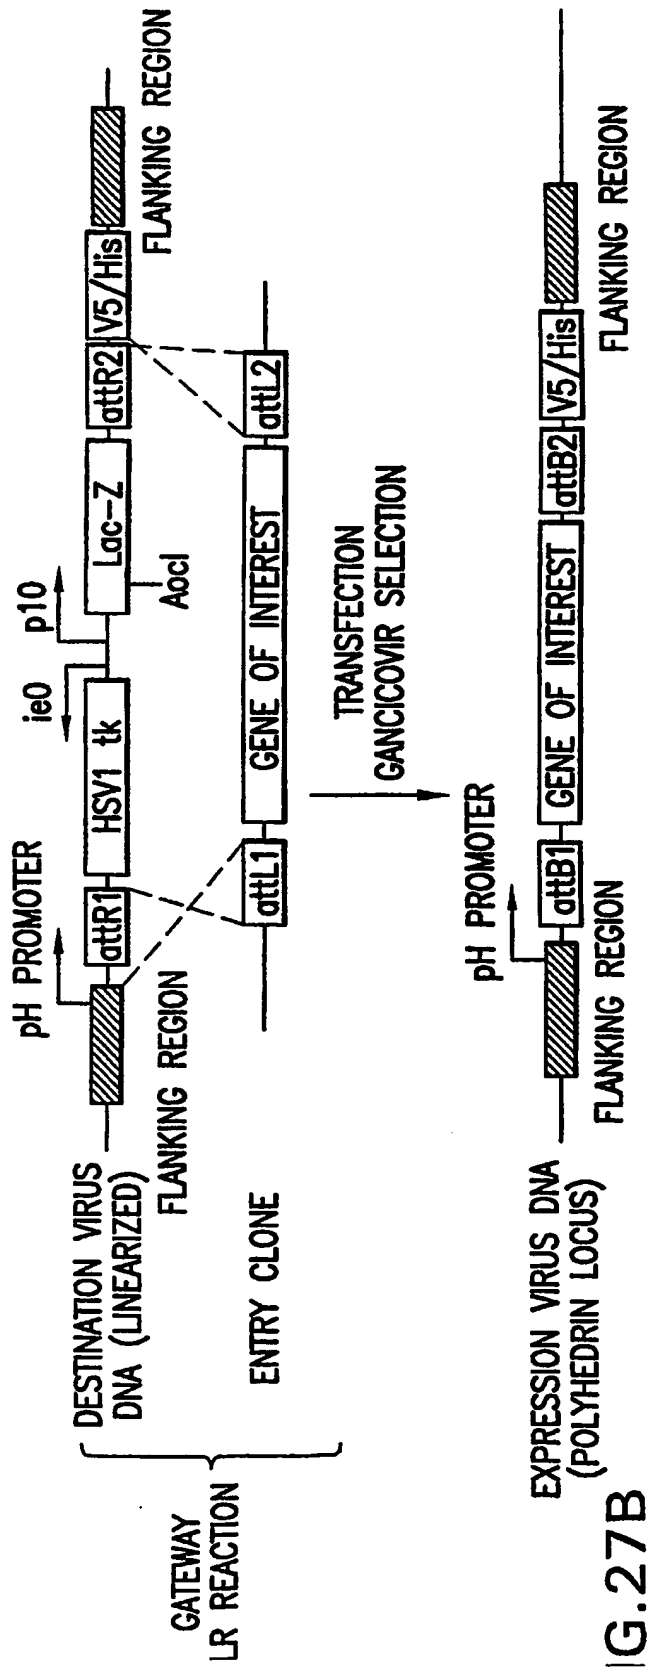 GATEWAY
LR REACTION
DESTINATION VIRUS
DNA (LINEARIZED)
FLANKING REGION
pH PROMOTER
attR1
HSV1 tk
ie0
p10
Lac-Z
AocI
attR2
V5/His
FLANKING REGION
ENTRY CLONE
attL1
GENE OF INTEREST
attL2
TRANSFECTION
GANCICOVIR SELECTION
EXPRESSION VIRUS DNA
(POLYHEDRIN LOCUS)
FLANKING REGION
pH PROMOTER
attB1
GENE OF INTEREST
attB2
V5/His
FLANKING REGION
IG.27B